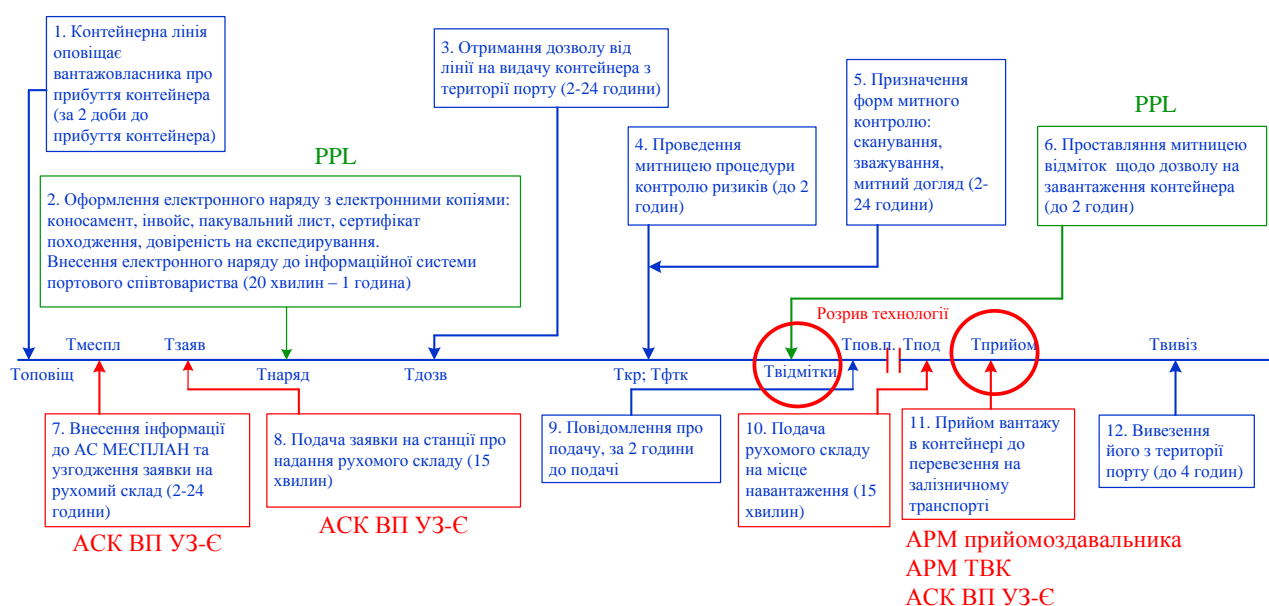 1. Контейнерна лінія
оповіщає
вантажовласника про
прибуття контейнера
(за 2 доби до
прибуття контейнера)
3. Отримання дозволу від
лінії на видачу контейнера з
території порту (2-24 години)
5. Призначення
форм митного
контролю:
сканування,
зважування,
митний догляд (2-
24 години)
PPL
4. Проведення
митницею процедури
контролю ризиків (до 2
годин)
6. Проставляння митницею
відміток щодо дозволу на
завантаження контейнера
(до 2 годин)
PPL
2. Оформлення електронного наряду з електронними копіями:
коносамент, інвойс, пакувальний лист, сертифікат
походження, довіреність на експедирування.
Внесення електронного наряду до інформаційної системи
портового співтовариства (20 хвилин – 1 година)
Розрив технології
Тмеспл
Тзаяв
Тпов.п.
Тпод
Тприйом
Твивіз
Топовіщ
Тнаряд
Тдозв
Ткр; Тфтк
Твідмітки
7. Внесення інформації
до АС МЕСПЛАН та
узгодження заявки на
рухомий склад (2-24
години)
АСК ВП УЗ-Є
8. Подача заявки на станції про
надання рухомого складу (15
хвилин)
АСК ВП УЗ-Є
9. Повідомлення про
подачу, за 2 години
до подачі
10. Подача
рухомого складу
на місце
навантаження (15
хвилин)
11. Прийом вантажу
в контейнері до
перевезення на
залізничному
транспорті
12. Вивезення
його з території
порту (до 4 годин)
АРМ прийомоздавальника
АРМ ТВК
АСК ВП УЗ-Є